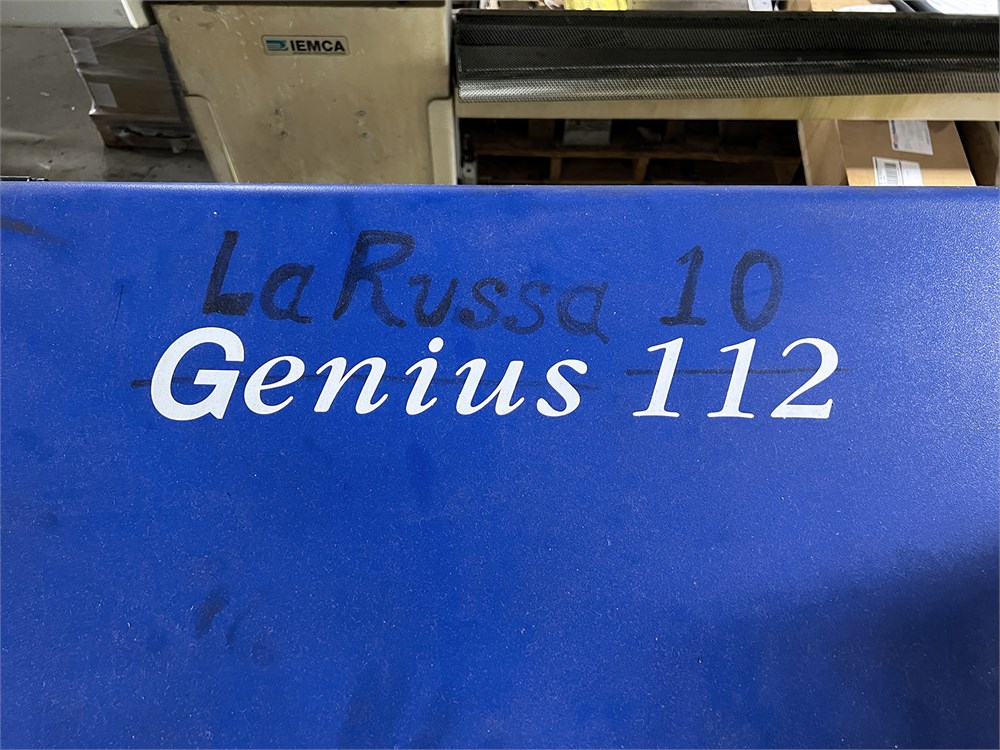 IEMCA
LaRussa 10
Genius 112